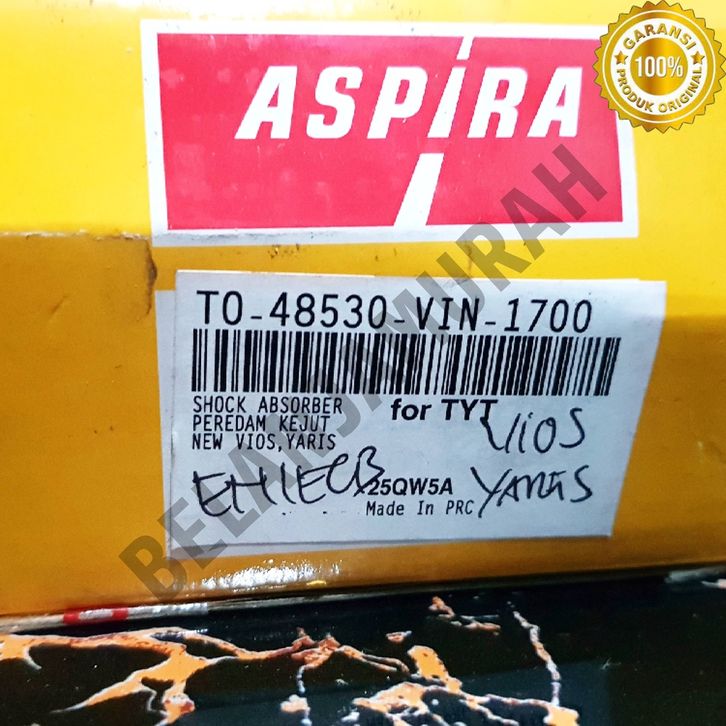 GARANSI
100%
PRODUK ORIGINAL
ASPIRA
TO-48530-VIN-1700
SHOCK ABSORBER
PEREDAM KEJUT
NEW VIOS,YARIS
for TYT
VIOS
25QW5A
YARIS
Made In PRC
BELANJAMURAH